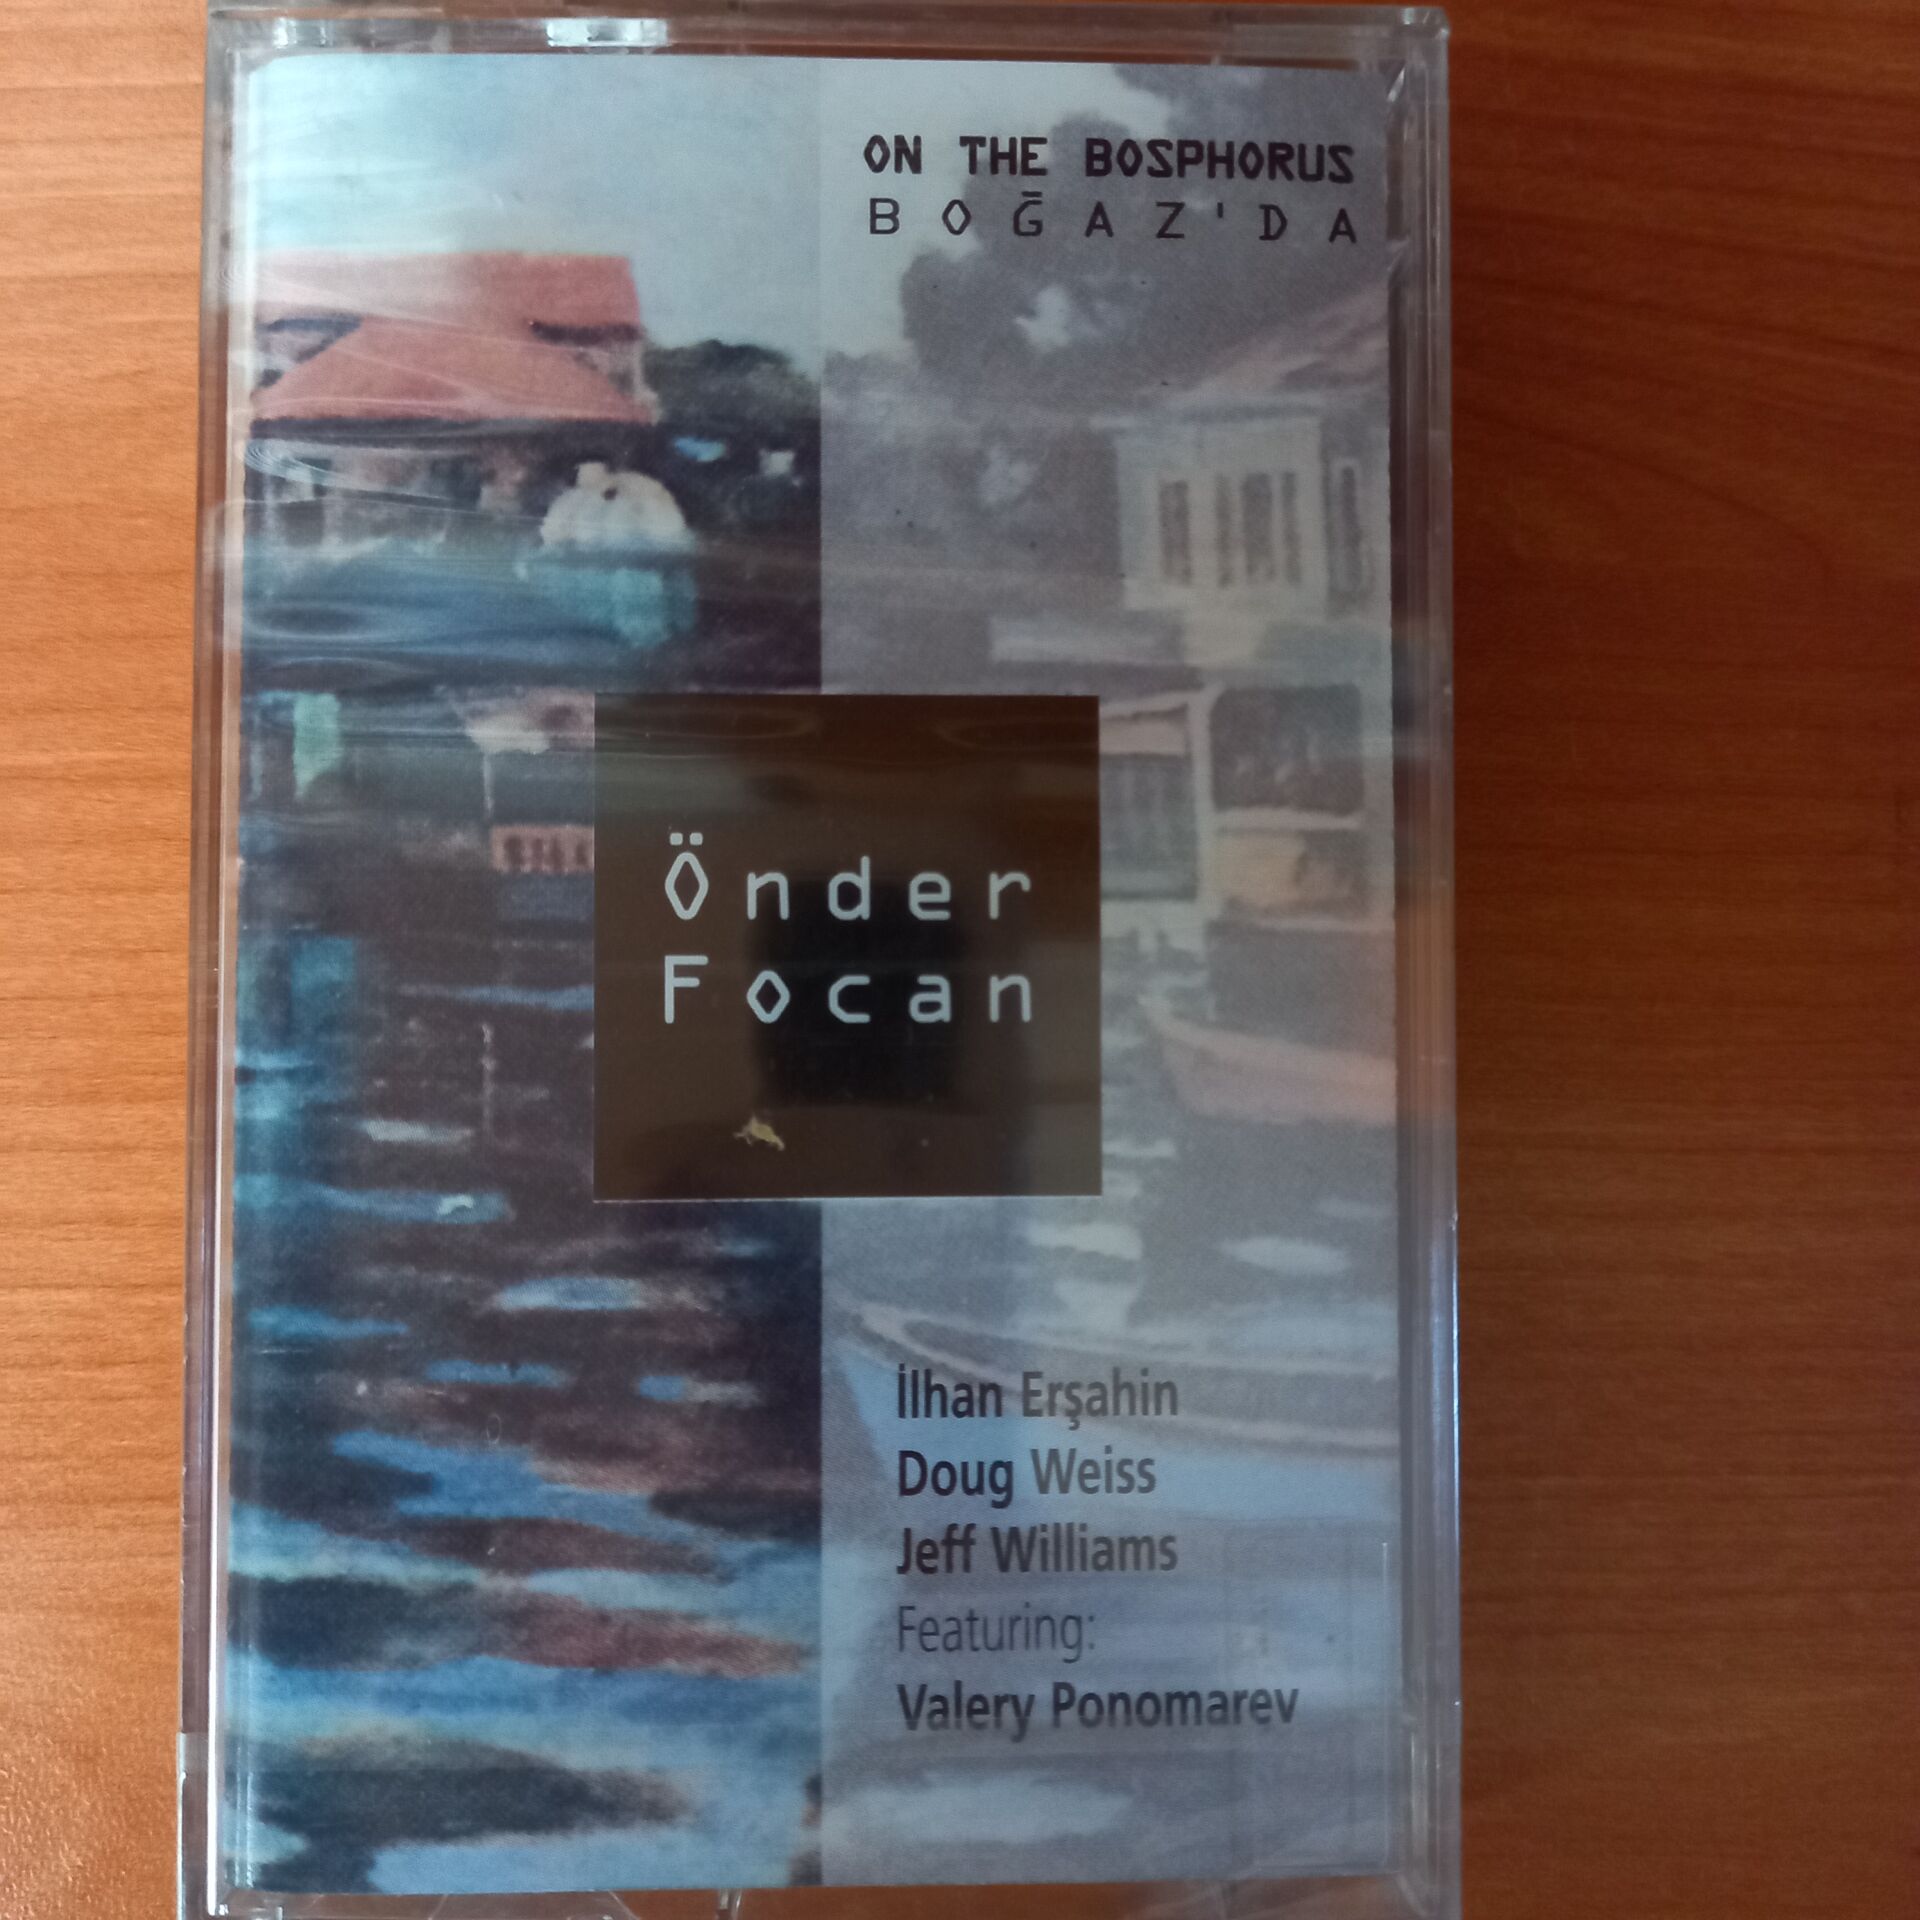 ON THE BOSPHORUS
BOĞAZ'DA
Önder
Focan
İlhan Erşahin
Doug Weiss
Jeff Williams
Featuring:
Valery Ponomarev